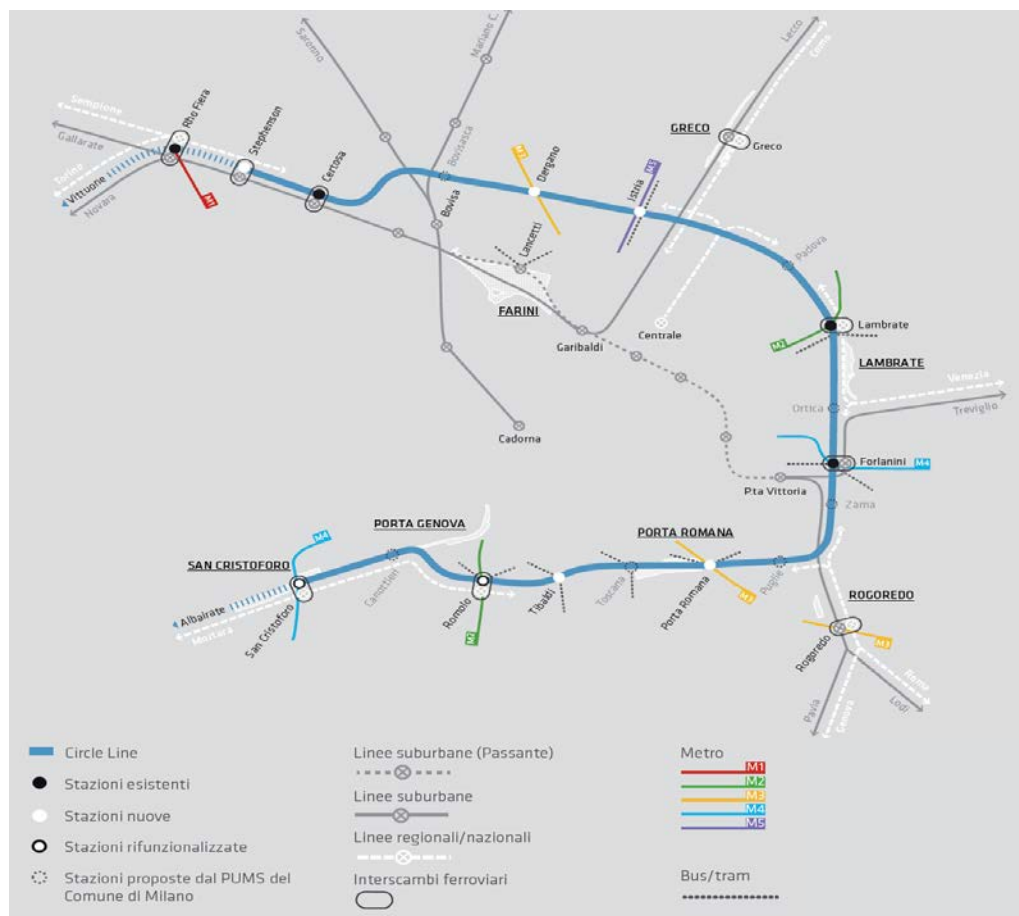 Saronno
Mariano C.
Lecco
Como
Sempione
Rho Fiera
Stephenson
Gallarate
Certosa
Torino
Vittuone
Novara
M1
Bovisasca
Bovisa
M3
Dergano
M5
Istria
GRECO
Greco
Lancetti
FARINI
Garibaldi
Centrale
Padova
M2
Lambrate
LAMBRATE
Venezia
Treviglio
Ortica
Cadorna
Forlanini
M4
P.ta Vittoria
Zama
PORTA GENOVA
PORTA ROMANA
SAN CRISTOFORO
M4
Albairate
Mortara
San Cristoforo
Canottieri
Romolo
M2
Tibaldi
Toscana
Porta Romana
M3
Puglie
ROGOREDO
Rogoredo
M3
Roma
Lodi
Pavia
Genova
Circle Line
Stazioni esistenti
Stazioni nuove
Stazioni rifunzionalizzate
Stazioni proposte dal PUMS del
Comune di Milano
Linee suburbane (Passante)
Linee suburbane
Linee regionali/nazionali
Interscambi ferroviari
Metro
M1
M2
M3
M4
M5
Bus/tram